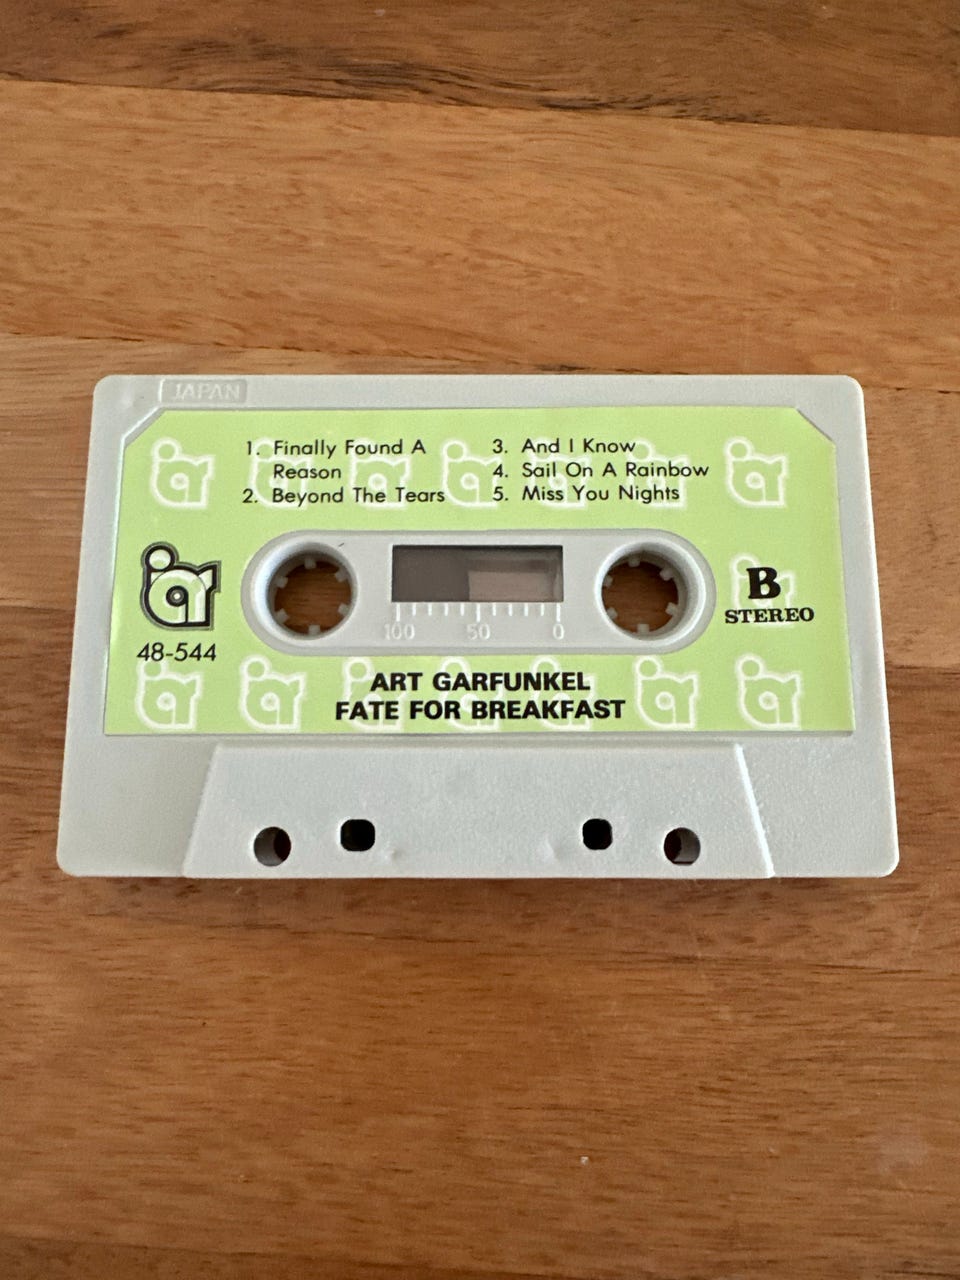 JAPAN
1. Finally Found A
Reason
2. Beyond The Tears
3. And I Know
4. Sail On A Rainbow
5. Miss You Nights
48-544
100 50 0
B
STEREO
ART GARFUNKEL
FATE FOR BREAKFAST